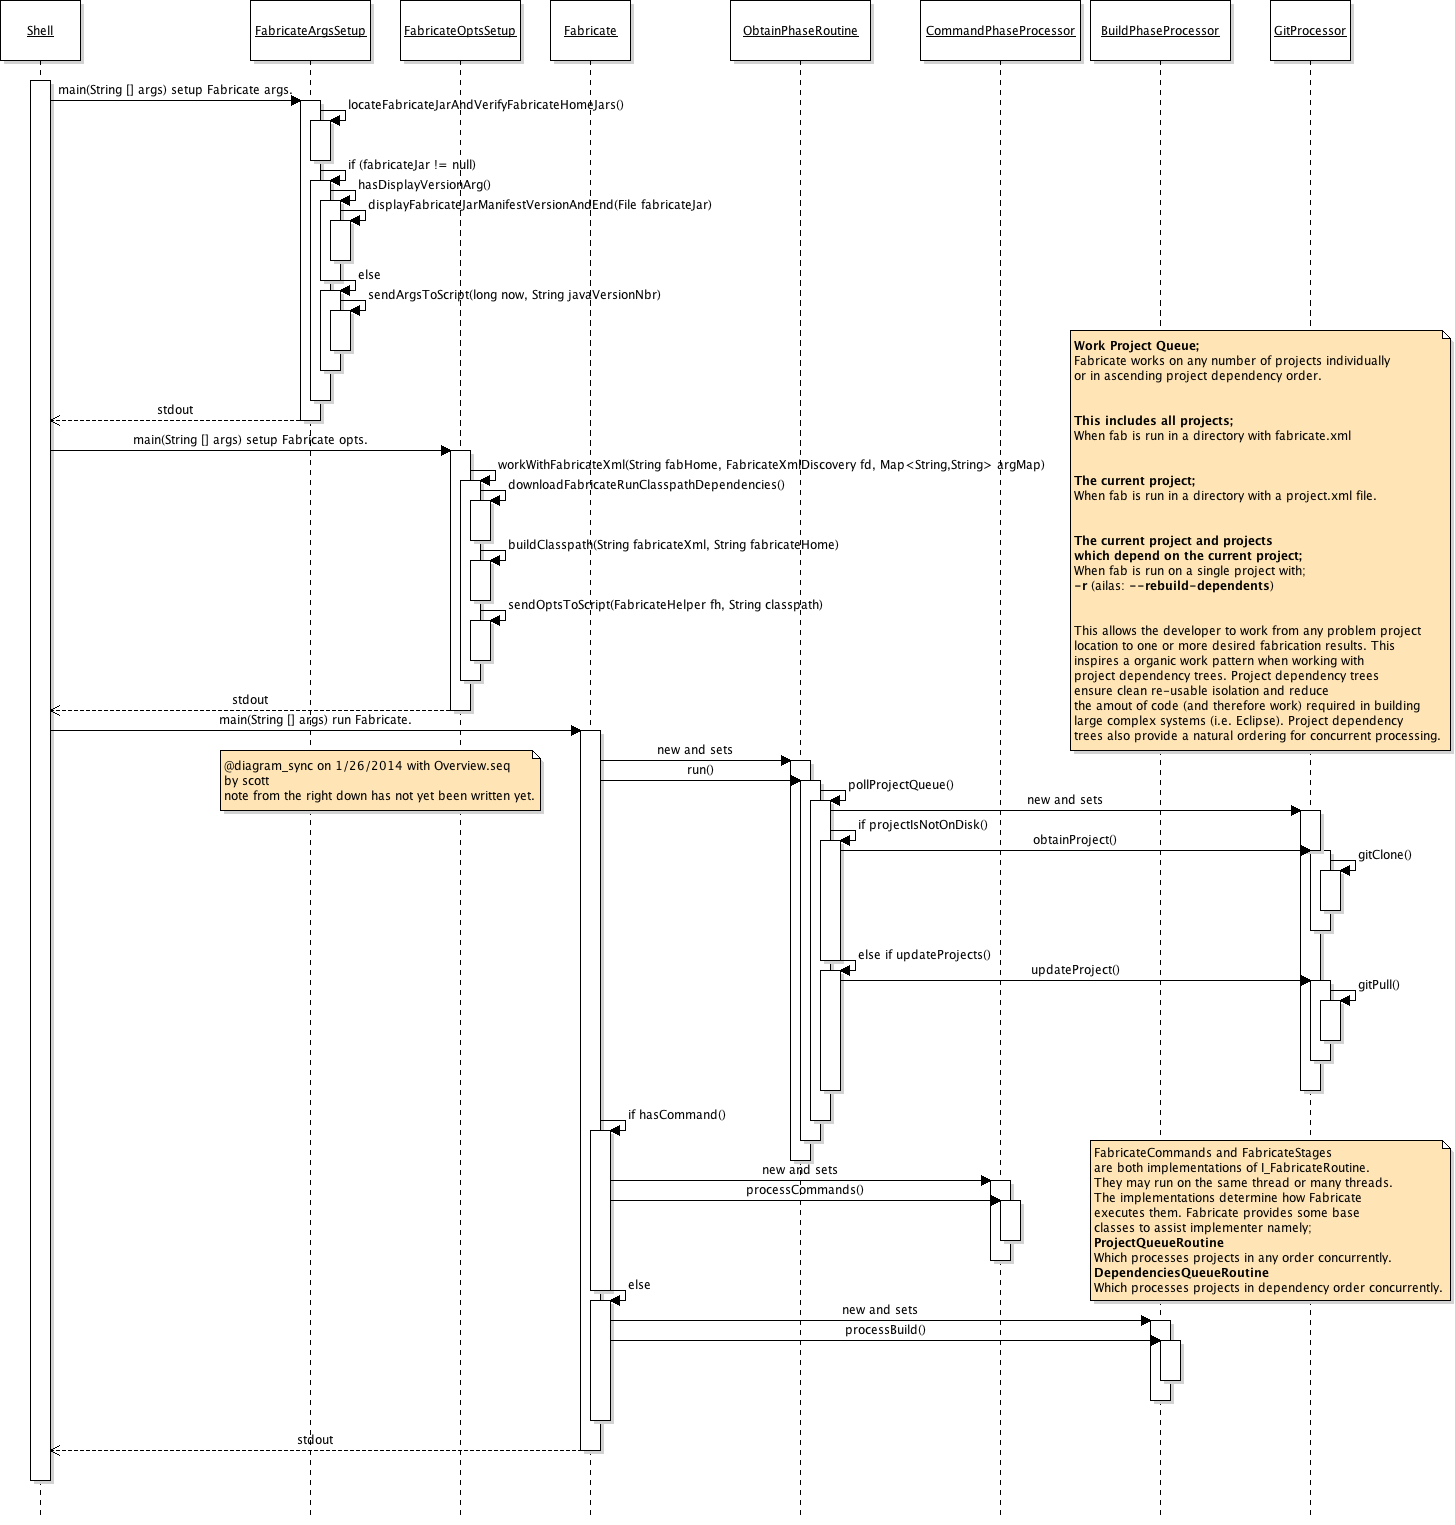 Shell
FabricateArgsSetup
FabricateOptsSetup
Fabricate
ObtainPhaseRoutine
CommandPhaseProcessor
BuildPhaseProcessor
GitProcessor
main(String [] args) setup Fabricate args.
locateFabricateJarAndVerifyFabricateHomeJars()
if (fabricateJar != null)
hasDisplayVersionArg()
displayFabricateJarManifestVersionAndEnd(File fabricateJar)
else
sendArgsToScript(long now, String javaVersionNbr)
stdout
main(String [] args) setup Fabricate opts.
workWithFabricateXml(String fabHome, FabricateXmlDiscovery fd, Map<String,String> argMap)
downloadFabricateRunClasspathDependencies()
buildClasspath(String fabricateXml, String fabricateHome)
sendOptsToScript(FabricateHelper fh, String classpath)
stdout
main(String [] args) run Fabricate.
Work Project Queue;
Fabricate works on any number of projects individually
or in ascending project dependency order.
This includes all projects;
When fab is run in a directory with fabricate.xml
The current project;
When fab is run in a directory with a project.xml file.
The current project and projects
which depend on the current project;
When fab is run on a single project with;
-r (ailas: --rebuild-dependents)
This allows the developer to work from any problem project
location to one or more desired fabrication results. This
inspires a organic work pattern when working with
project dependency trees. Project dependency trees
ensure clean re-usable isolation and reduce
the amout of code (and therefore work) required in building
large complex systems (i.e. Eclipse). Project dependency
trees also provide a natural ordering for concurrent processing.
@diagram_sync on 1/26/2014 with Overview.seq
by scott
note from the right down has not yet been written yet.
new and sets
run()
pollProjectQueue()
new and sets
if projectIsNotOnDisk()
obtainProject()
gitClone()
else if updateProjects()
updateProject()
gitPull()
if hasCommand()
new and sets
processCommands()
FabricateCommands and FabricateStages
are both implementations of I_FabricateRoutine.
They may run on the same thread or many threads.
The implementations determine how Fabricate
executes them. Fabricate provides some base
classes to assist implementer namely;
ProjectQueueRoutine
Which processes projects in any order concurrently.
DependenciesQueueRoutine
Which processes projects in dependency order concurrently.
else
new and sets
processBuild()
stdout